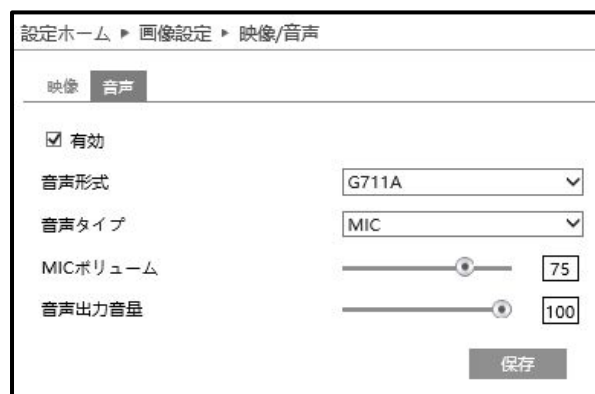 設定ホーム ▶ 画像設定 ▶ 映像/音声
映像 音声
有効
音声形式 G711A
音声タイプ MIC
MICボリューム 75
音声出力音量 100
保存